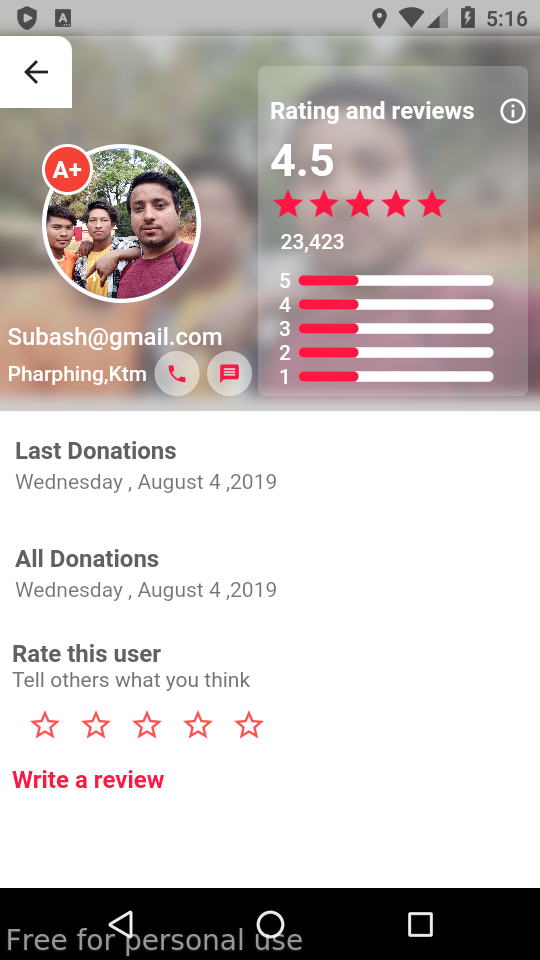 A 5:16
Rating and reviews
4.5
A+
23,423
5
4
3
2
1
Subash@gmail.com
Pharphing,Ktm
Last Donations
Wednesday , August 4 ,2019
All Donations
Wednesday , August 4 ,2019
Rate this user
Tell others what you think
Write a review
Free for personal use